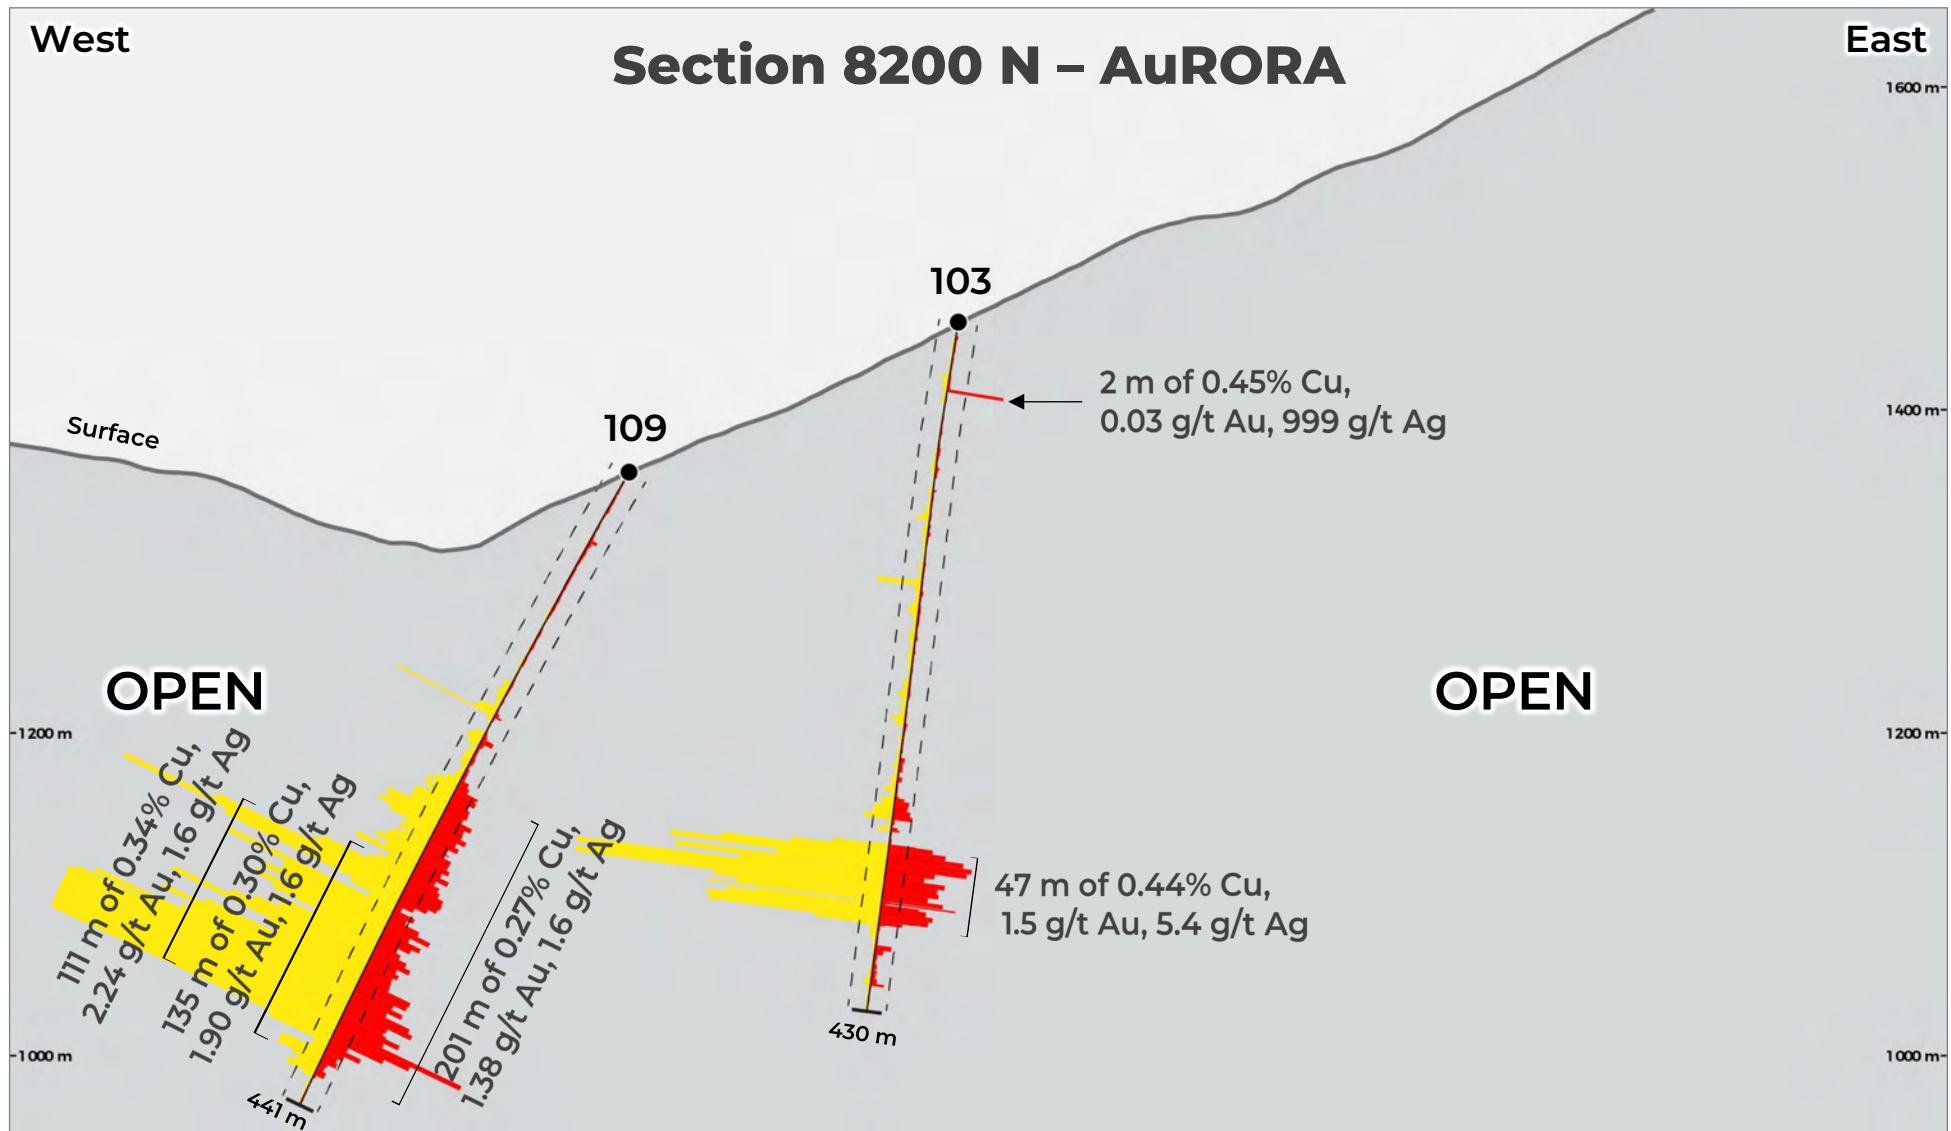 West
East
Section 8200 N – AuRORA
1600 m
103
2 m of 0.45% Cu,
0.03 g/t Au, 999 g/t Ag
1400 m
109
Surface
OPEN
OPEN
1200 m
1200 m
111 m of 0.34% Cu,
2.24 g/t Au, 1.6 g/t Ag
135 m of 0.30% Cu,
1.90 g/t Au, 1.6 g/t Ag
201 m of 0.27% Cu,
1.38 g/t Au, 1.6 g/t Ag
47 m of 0.44% Cu,
1.5 g/t Au, 5.4 g/t Ag
430 m
1000 m
1000 m
441 m